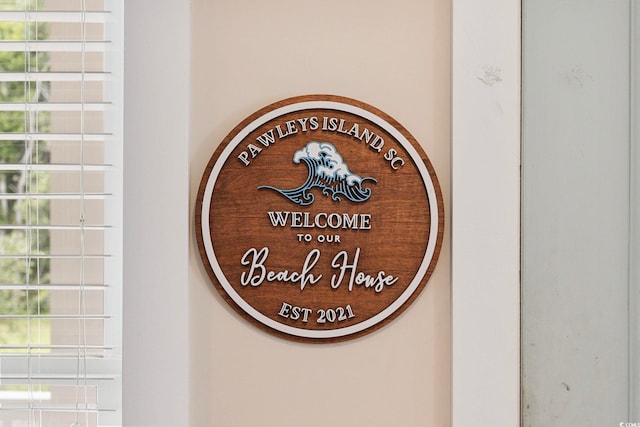 PAWLEYS ISLAND, SC
WELCOME
TO OUR
Beach House
EST 2021